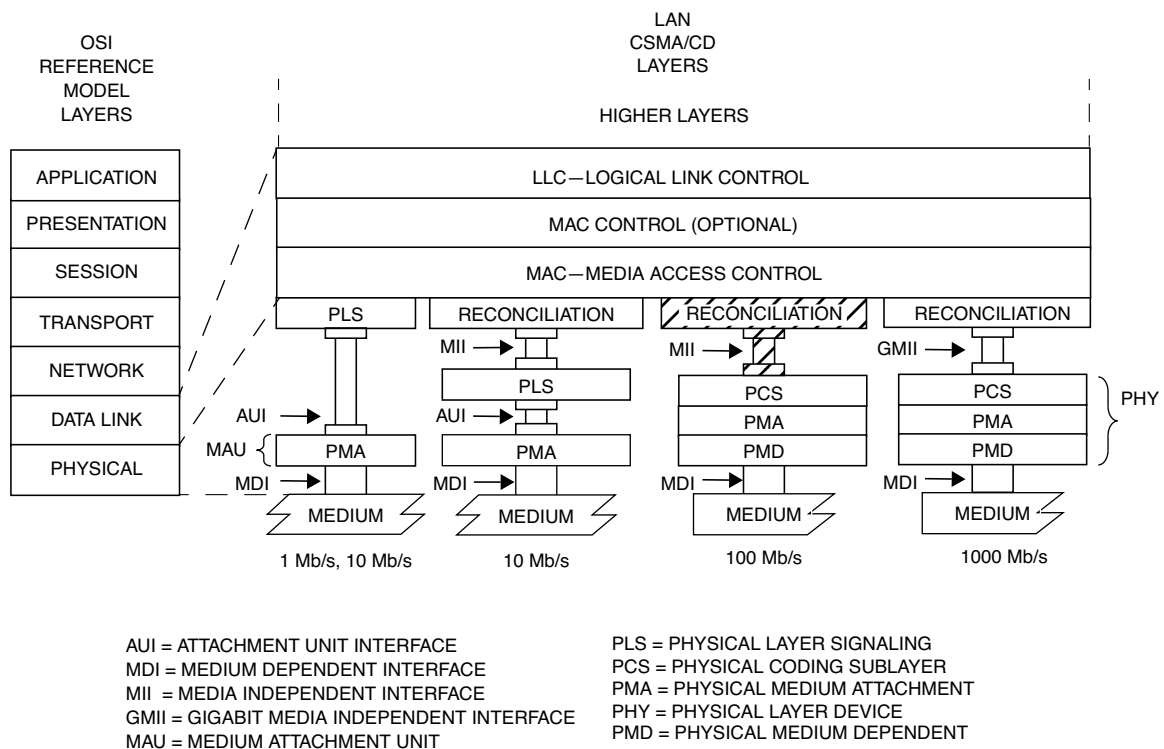 OSI
REFERENCE
MODEL
LAYERS
LAN
CSMA/CD
LAYERS
HIGHER LAYERS
APPLICATION
PRESENTATION
SESSION
TRANSPORT
NETWORK
DATA LINK
PHYSICAL
LLC—LOGICAL LINK CONTROL
MAC CONTROL (OPTIONAL)
MAC—MEDIA ACCESS CONTROL
PLS
AUI
MAU
PMA
MDI
MEDIUM
1 Mb/s, 10 Mb/s
RECONCILIATION
MII
PLS
AUI
PMA
MDI
MEDIUM
10 Mb/s
RECONCILIATION
MII
PCS
PMA
PMD
MDI
MEDIUM
100 Mb/s
RECONCILIATION
GMII
PCS
PMA
PMD
PHY
MDI
MEDIUM
1000 Mb/s
AUI = ATTACHMENT UNIT INTERFACE
MDI = MEDIUM DEPENDENT INTERFACE
MII = MEDIA INDEPENDENT INTERFACE
GMII = GIGABIT MEDIA INDEPENDENT INTERFACE
MAU = MEDIUM ATTACHMENT UNIT
PLS = PHYSICAL LAYER SIGNALING
PCS = PHYSICAL CODING SUBLAYER
PMA = PHYSICAL MEDIUM ATTACHMENT
PHY = PHYSICAL LAYER DEVICE
PMD = PHYSICAL MEDIUM DEPENDENT